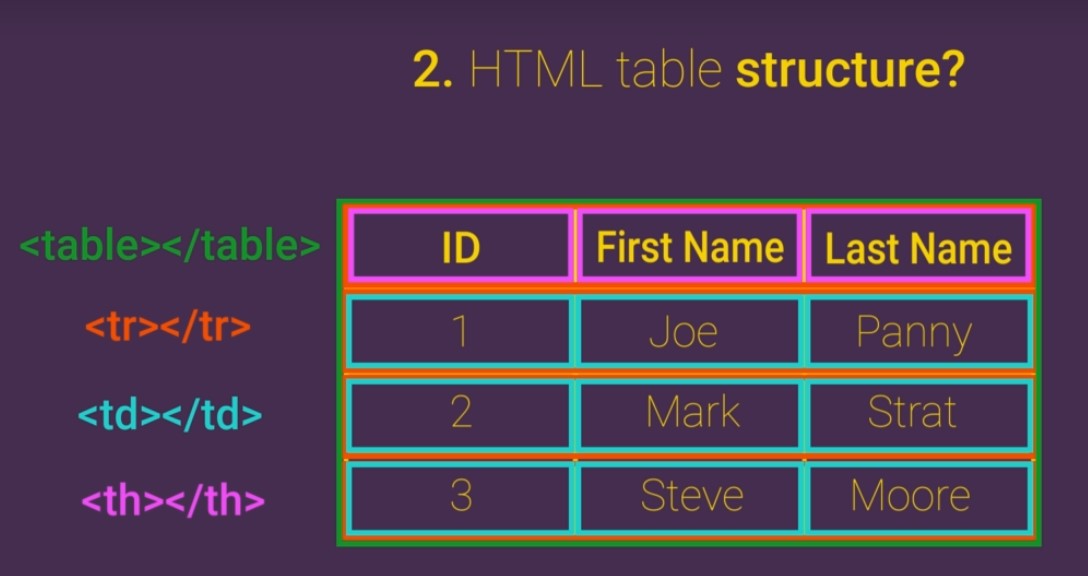 2. HTML table structure?
<table></table>
ID First Name Last Name
<tr></tr>
1 Joe Panny
<td></td>
2 Mark Strat
<th></th>
3 Steve Moore